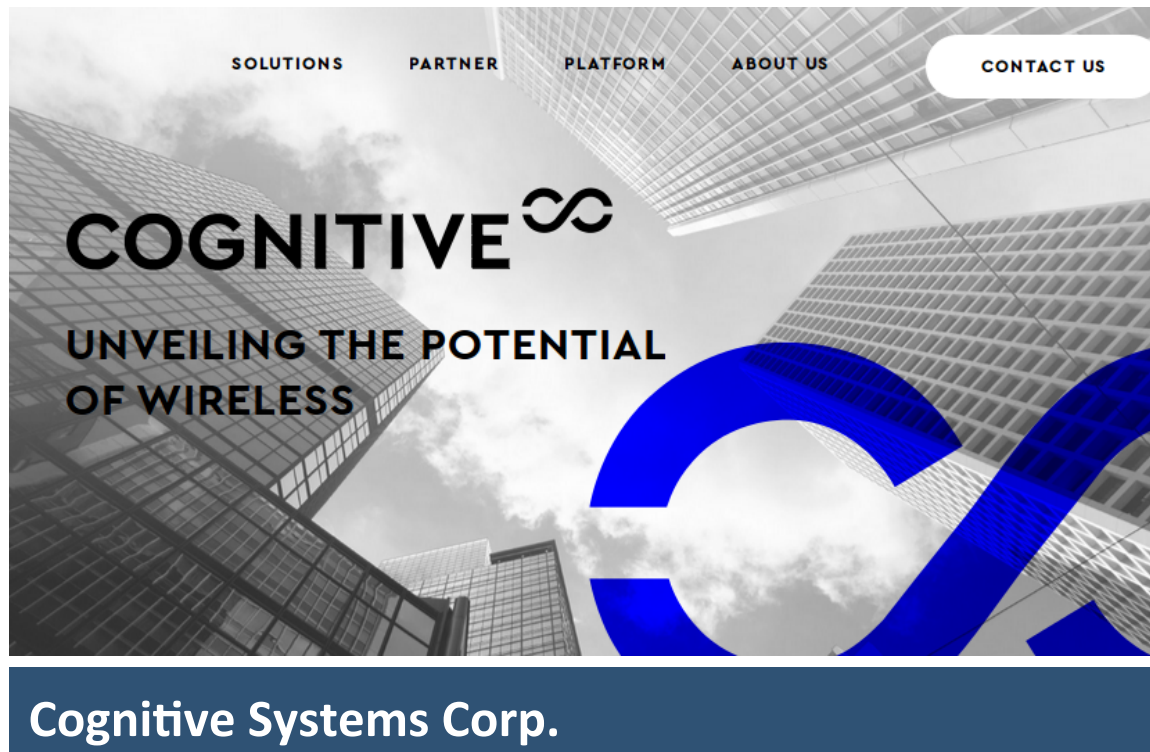 SOLUTIONS PARTNER PLATFORM ABOUT US CONTACT US
COGNITIVE
UNVEILING THE POTENTIAL
OF WIRELESS
Cognitive Systems Corp.